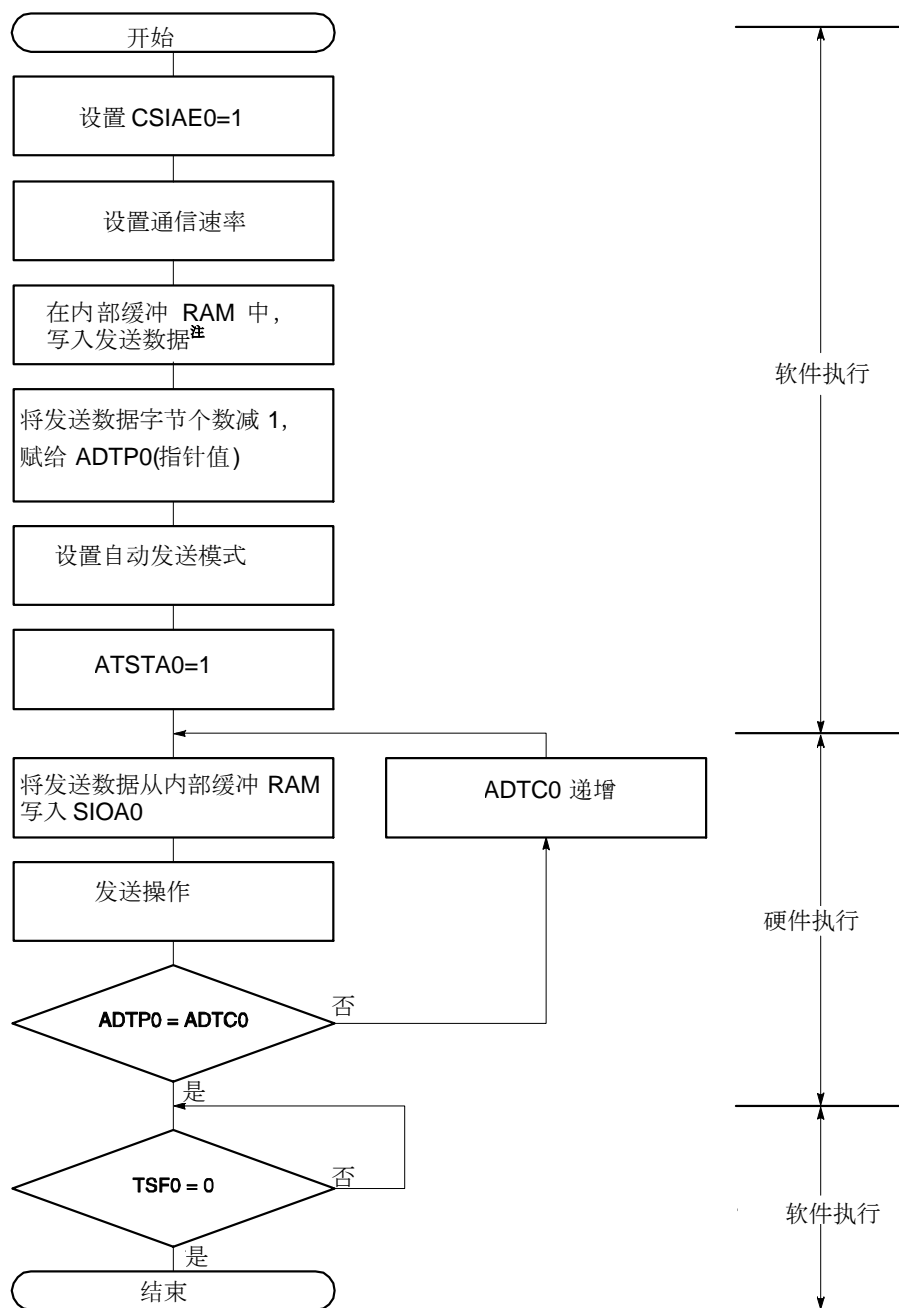 开始
设置 CSIAE0=1
设置通信速率
在内部缓冲 RAM 中，
写入发送数据注
软件执行
将发送数据字节个数减 1，
赋给 ADTP0(指针值)
设置自动发送模式
ATSTA0=1
将发送数据从内部缓冲 RAM
写入 SIOA0
ADTC0 递增
发送操作
硬件执行
ADTP0 = ADTC0
否
是
TSF0 = 0
否
软件执行
是
结束